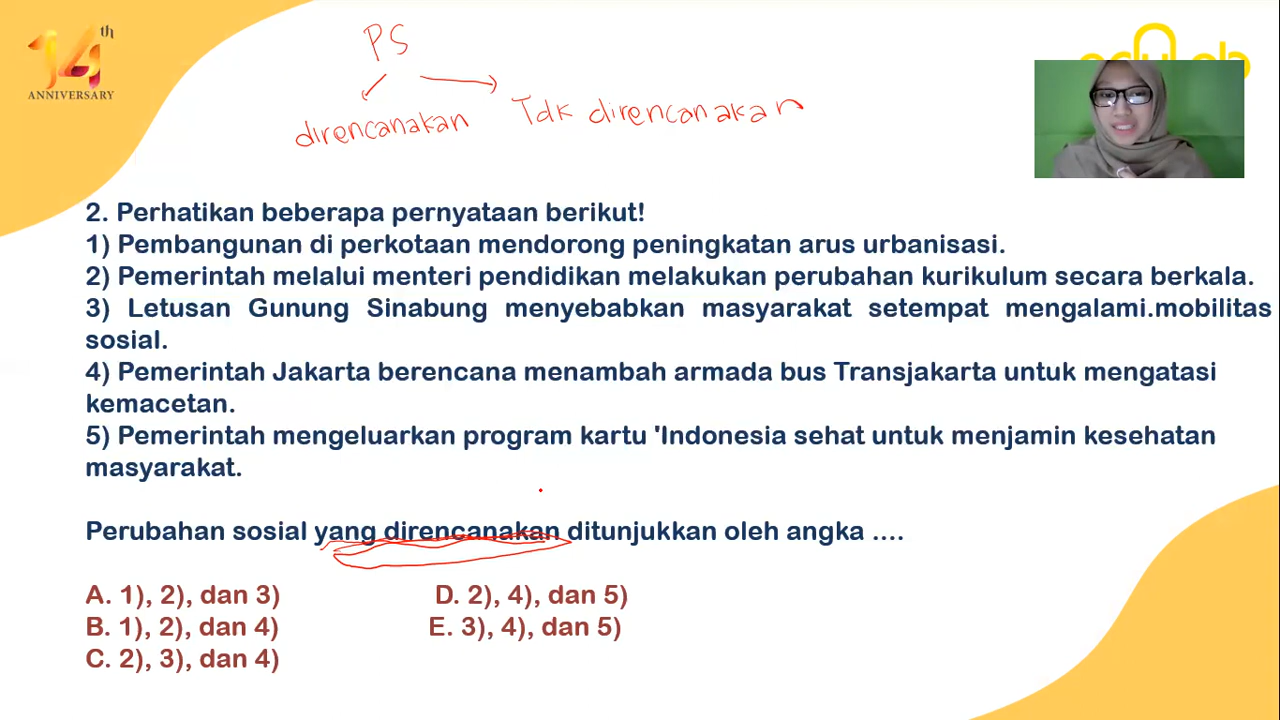 14th
ANNIVERSARY
PS
direncanakan
Tdk direncanakan
2. Perhatikan beberapa pernyataan berikut!
1) Pembangunan di perkotaan mendorong peningkatan arus urbanisasi.
2) Pemerintah melalui menteri pendidikan melakukan perubahan kurikulum secara berkala.
3) Letusan Gunung Sinabung menyebabkan masyarakat setempat mengalami.mobilitas
sosial.
4) Pemerintah Jakarta berencana menambah armada bus Transjakarta untuk mengatasi
kemacetan.
5) Pemerintah mengeluarkan program kartu 'Indonesia sehat untuk menjamin kesehatan
masyarakat.
Perubahan sosial yang direncanakan ditunjukkan oleh angka ....
A. 1), 2), dan 3)
B. 1), 2), dan 4)
C. 2), 3), dan 4)
D. 2), 4), dan 5)
E. 3), 4), dan 5)